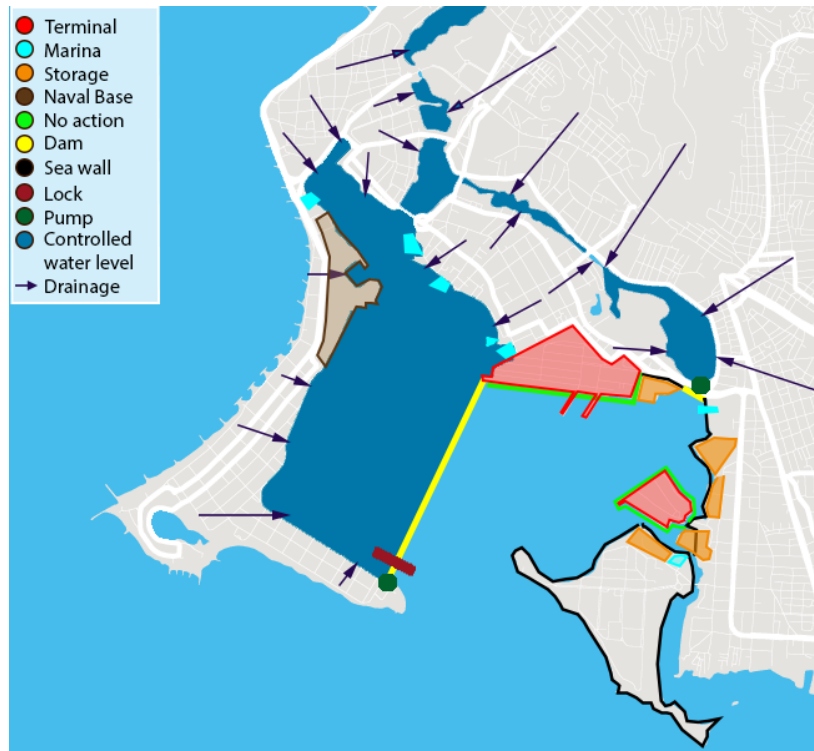 Terminal
Marina
Storage
Naval Base
No action
Dam
Sea wall
Lock
Pump
Controlled
water level
Drainage